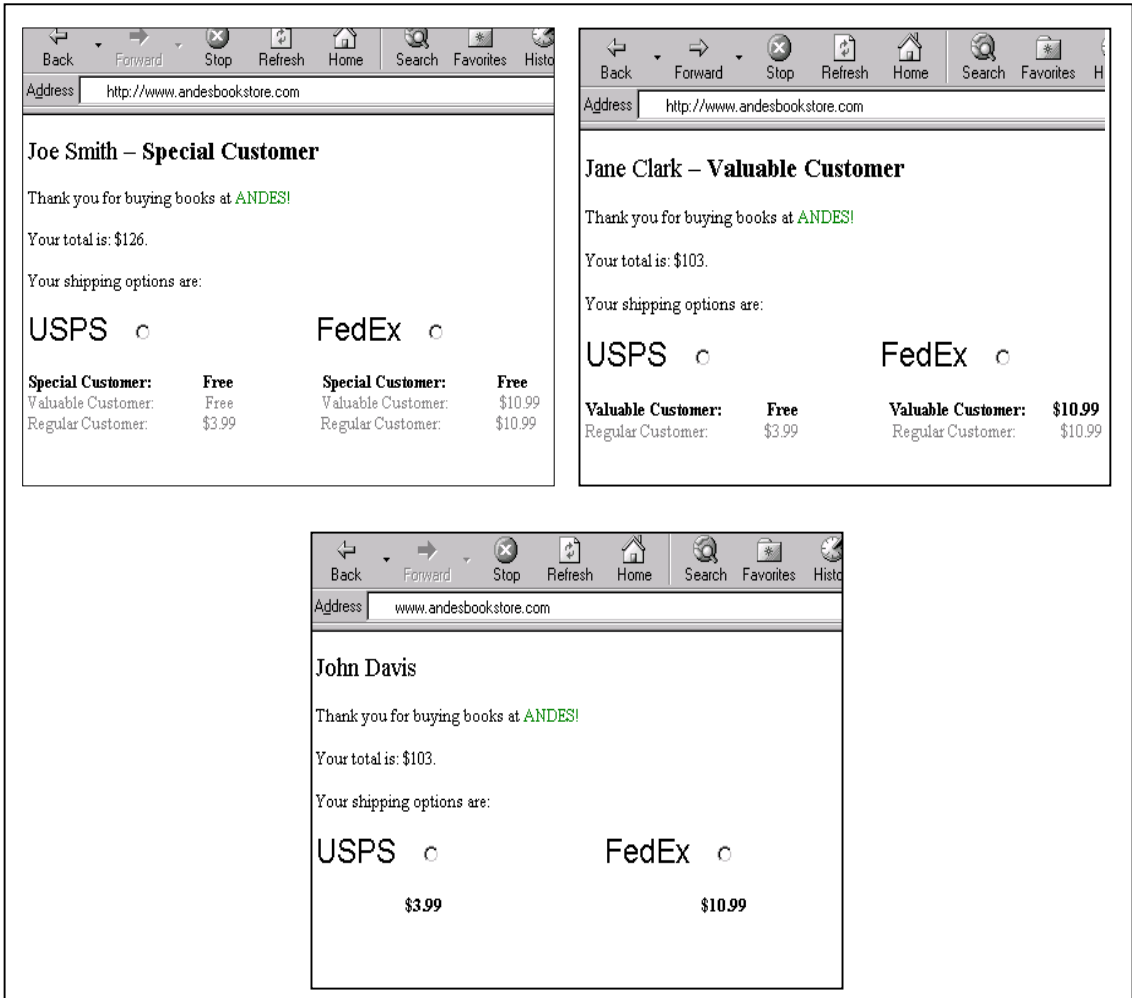 Back Forward Stop Refresh Home Search Favorites Histo
Address http://www.andesbookstore.com
Joe Smith – Special Customer
Thank you for buying books at ANDES!
Your total is: $126.
Your shipping options are:
USPS FedEx
Special Customer: Free Special Customer: Free
Valuable Customer: Free Valuable Customer: $10.99
Regular Customer: $3.99 Regular Customer: $10.99
Back Forward Stop Refresh Home Search Favorites H
Address http://www.andesbookstore.com
Jane Clark – Valuable Customer
Thank you for buying books at ANDES!
Your total is: $103.
Your shipping options are:
USPS FedEx
Valuable Customer: Free Valuable Customer: $10.99
Regular Customer: $3.99 Regular Customer: $10.99
Back Forward Stop Refresh Home Search Favorites Histo
Address www.andesbookstore.com
John Davis
Thank you for buying books at ANDES!
Your total is: $103.
Your shipping options are:
USPS FedEx
$3.99 $10.99